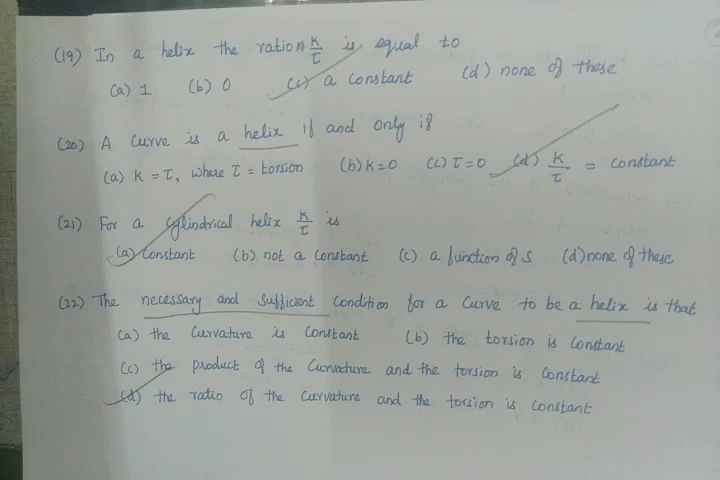 (19) In a helix the ration K/τ is equal to
(a) 1 (b) 0 (c) a constant (d) none of these
(20) A Curve is a helix if and only if
(a) K = τ, where τ = torsion (b) K=0 (c) τ=0 (d) K/τ = constant
(21) For a cylindrical helix K/τ is
(a) Constant (b) not a constant (c) a function of s (d) none of these
(22) The necessary and Sufficient Condition for a Curve to be a helix is that
(a) the Curvature is Constant (b) the torsion is Constant
(c) the product of the Curvature and the torsion is Constant
(d) the ratio of the Curvature and the torsion is constant